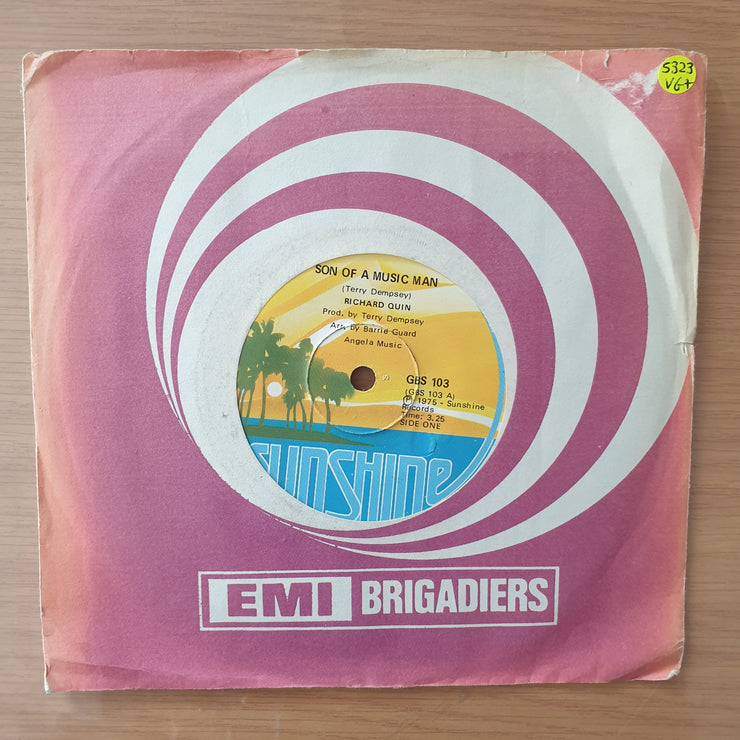 5323
VG+
SON OF A MUSIC MAN
(Terry Dempsey)
RICHARD QUIN
Prod. by Terry Dempsey
Arr. by Barrie Guard
Angela Music
GBS 103
(GBS 103 A)
Ⓟ 1975 - Sunshine
Records
Time: 3.25
SIDE ONE
SUNSHINE
EMI BRIGADIERS